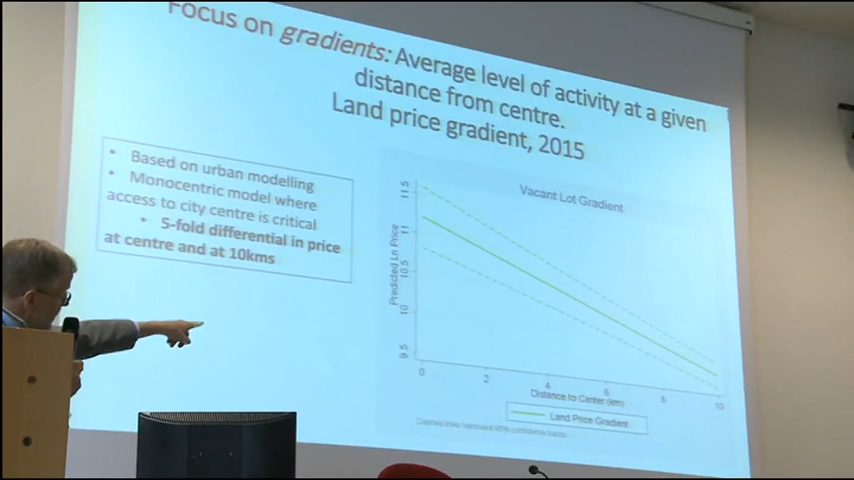 Focus on gradients: Average level of activity at a given
distance from centre.
Land price gradient, 2015
• Based on urban modelling
• Monocentric model where
access to city centre is critical
• 5-fold differential in price
at centre and at 10kms
Vacant Lot Gradient
Predicted Ln Price
11.5
11
10.5
10
9.5
0 2 4 6 8 10
Distance to Center (km)
Land Price Gradient
Dashed lines represent 95% confidence bands